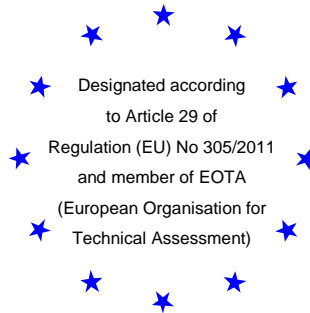 Designated according
to Article 29 of
Regulation (EU) No 305/2011
and member of EOTA
(European Organisation for
Technical Assessment)